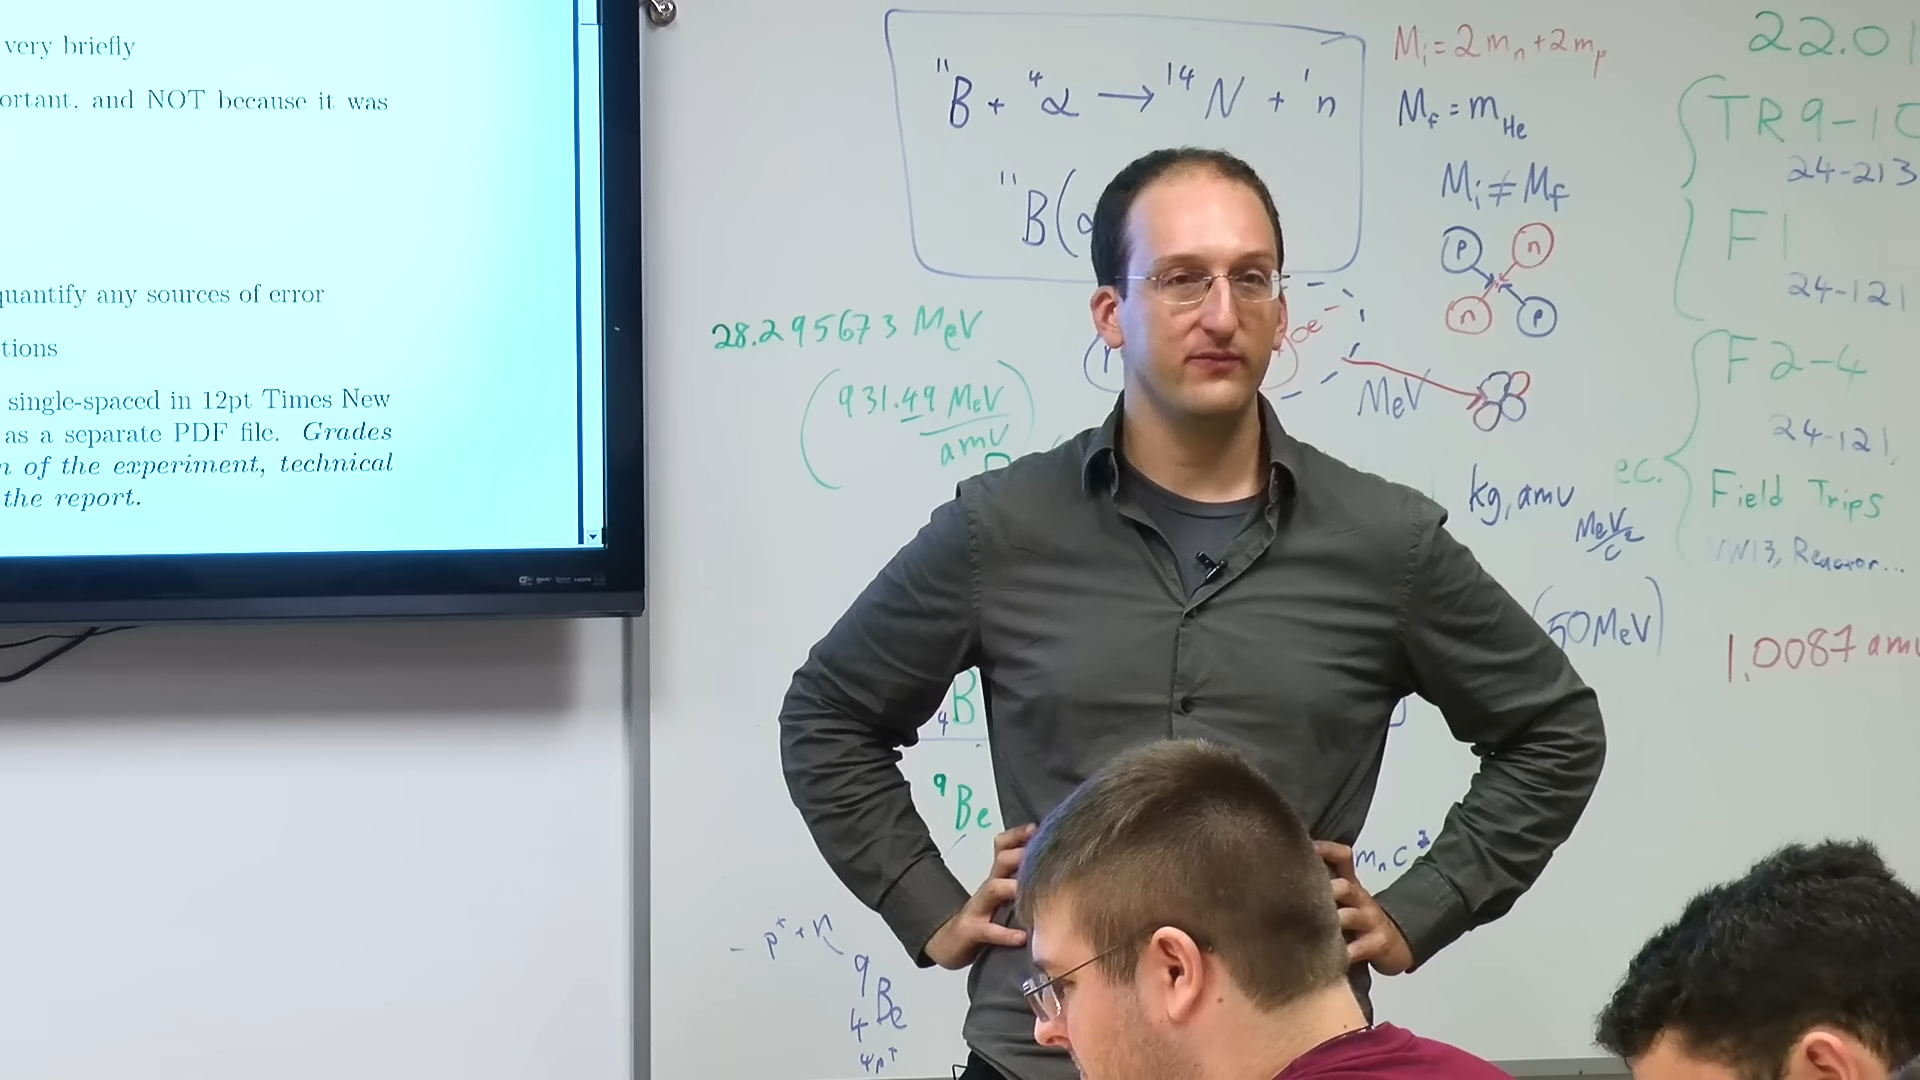 very briefly
ortant, and NOT because it was
quantify any sources of error
tions
single-spaced in 12pt Times New
as a separate PDF file. Grades
n of the experiment, technical
the report.
¹¹B + ⁴α → ¹⁴N + ¹n
¹¹B(α
28.295673 MeV
(931.49 MeV/amu)
Mᵢ = 2mₙ + 2mₚ
M_f = m_He
Mᵢ ≠ M_f
p n
n p
MeV
kg, amu
MeV/c²
(50MeV)
₄B
⁹Be
mₙc²
- p⁺ + n
⁹₄Be
4p⁺
22.01
TR 9-10
24-213
F1
24-121
F2-4
24-121
ec.
Field Trips
NW13, Reactor...
1.0087 amu